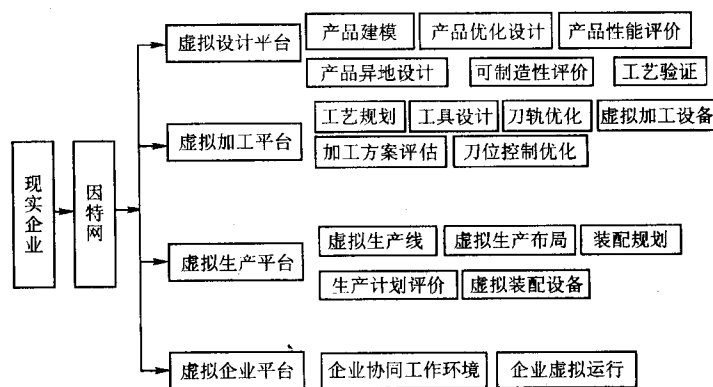 虚拟设计平台 产品建模 产品优化设计 产品性能评价
产品异地设计 可制造性评价 工艺验证
虚拟加工平台 工艺规划 工具设计 刀轨优化 虚拟加工设备
加工方案评估 刀位控制优化
现实企业
因特网
虚拟生产平台 虚拟生产线 虚拟生产布局 装配规划
生产计划评价 虚拟装配设备
虚拟企业平台 企业协同工作环境 企业虚拟运行